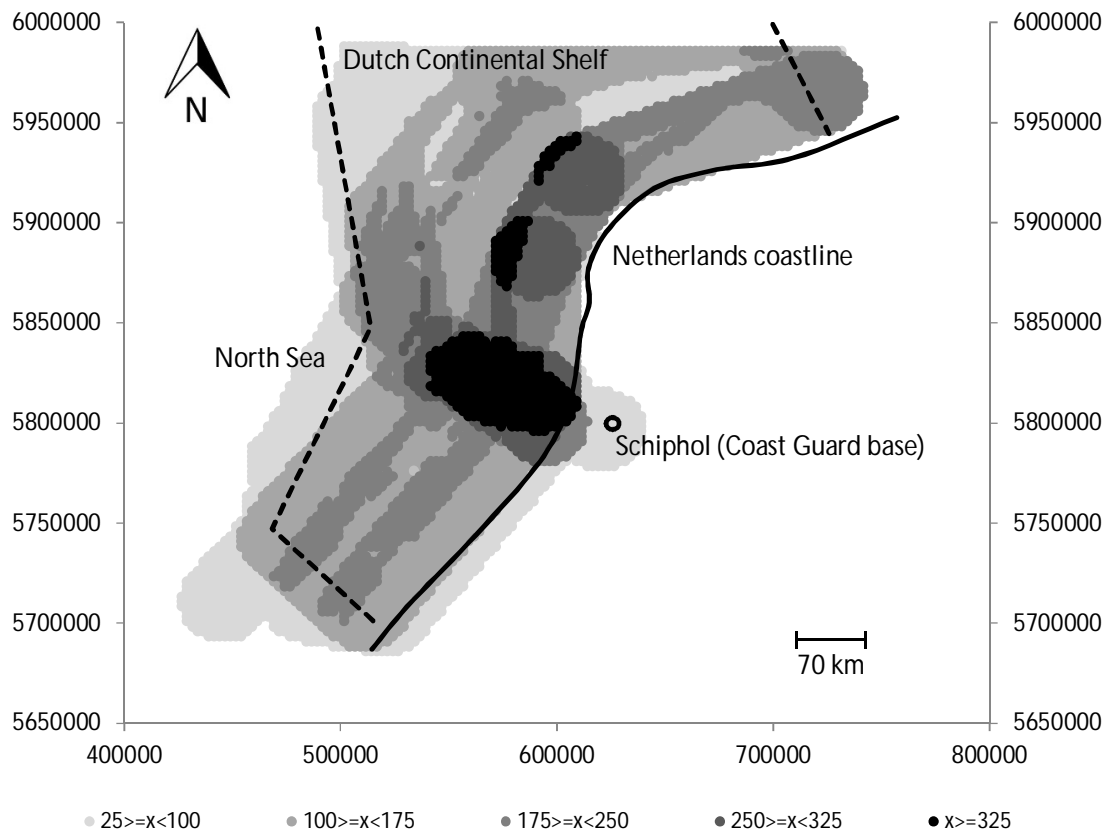 6000000 6000000
Dutch Continental Shelf
N
5950000 5950000
5900000 5900000
Netherlands coastline
5850000 5850000
North Sea
5800000 5800000
Schiphol (Coast Guard base)
5750000 5750000
5700000 5700000
70 km
5650000 5650000
400000 500000 600000 700000 800000
25>=x<100 100>=x<175 175>=x<250 250>=x<325 x>=325